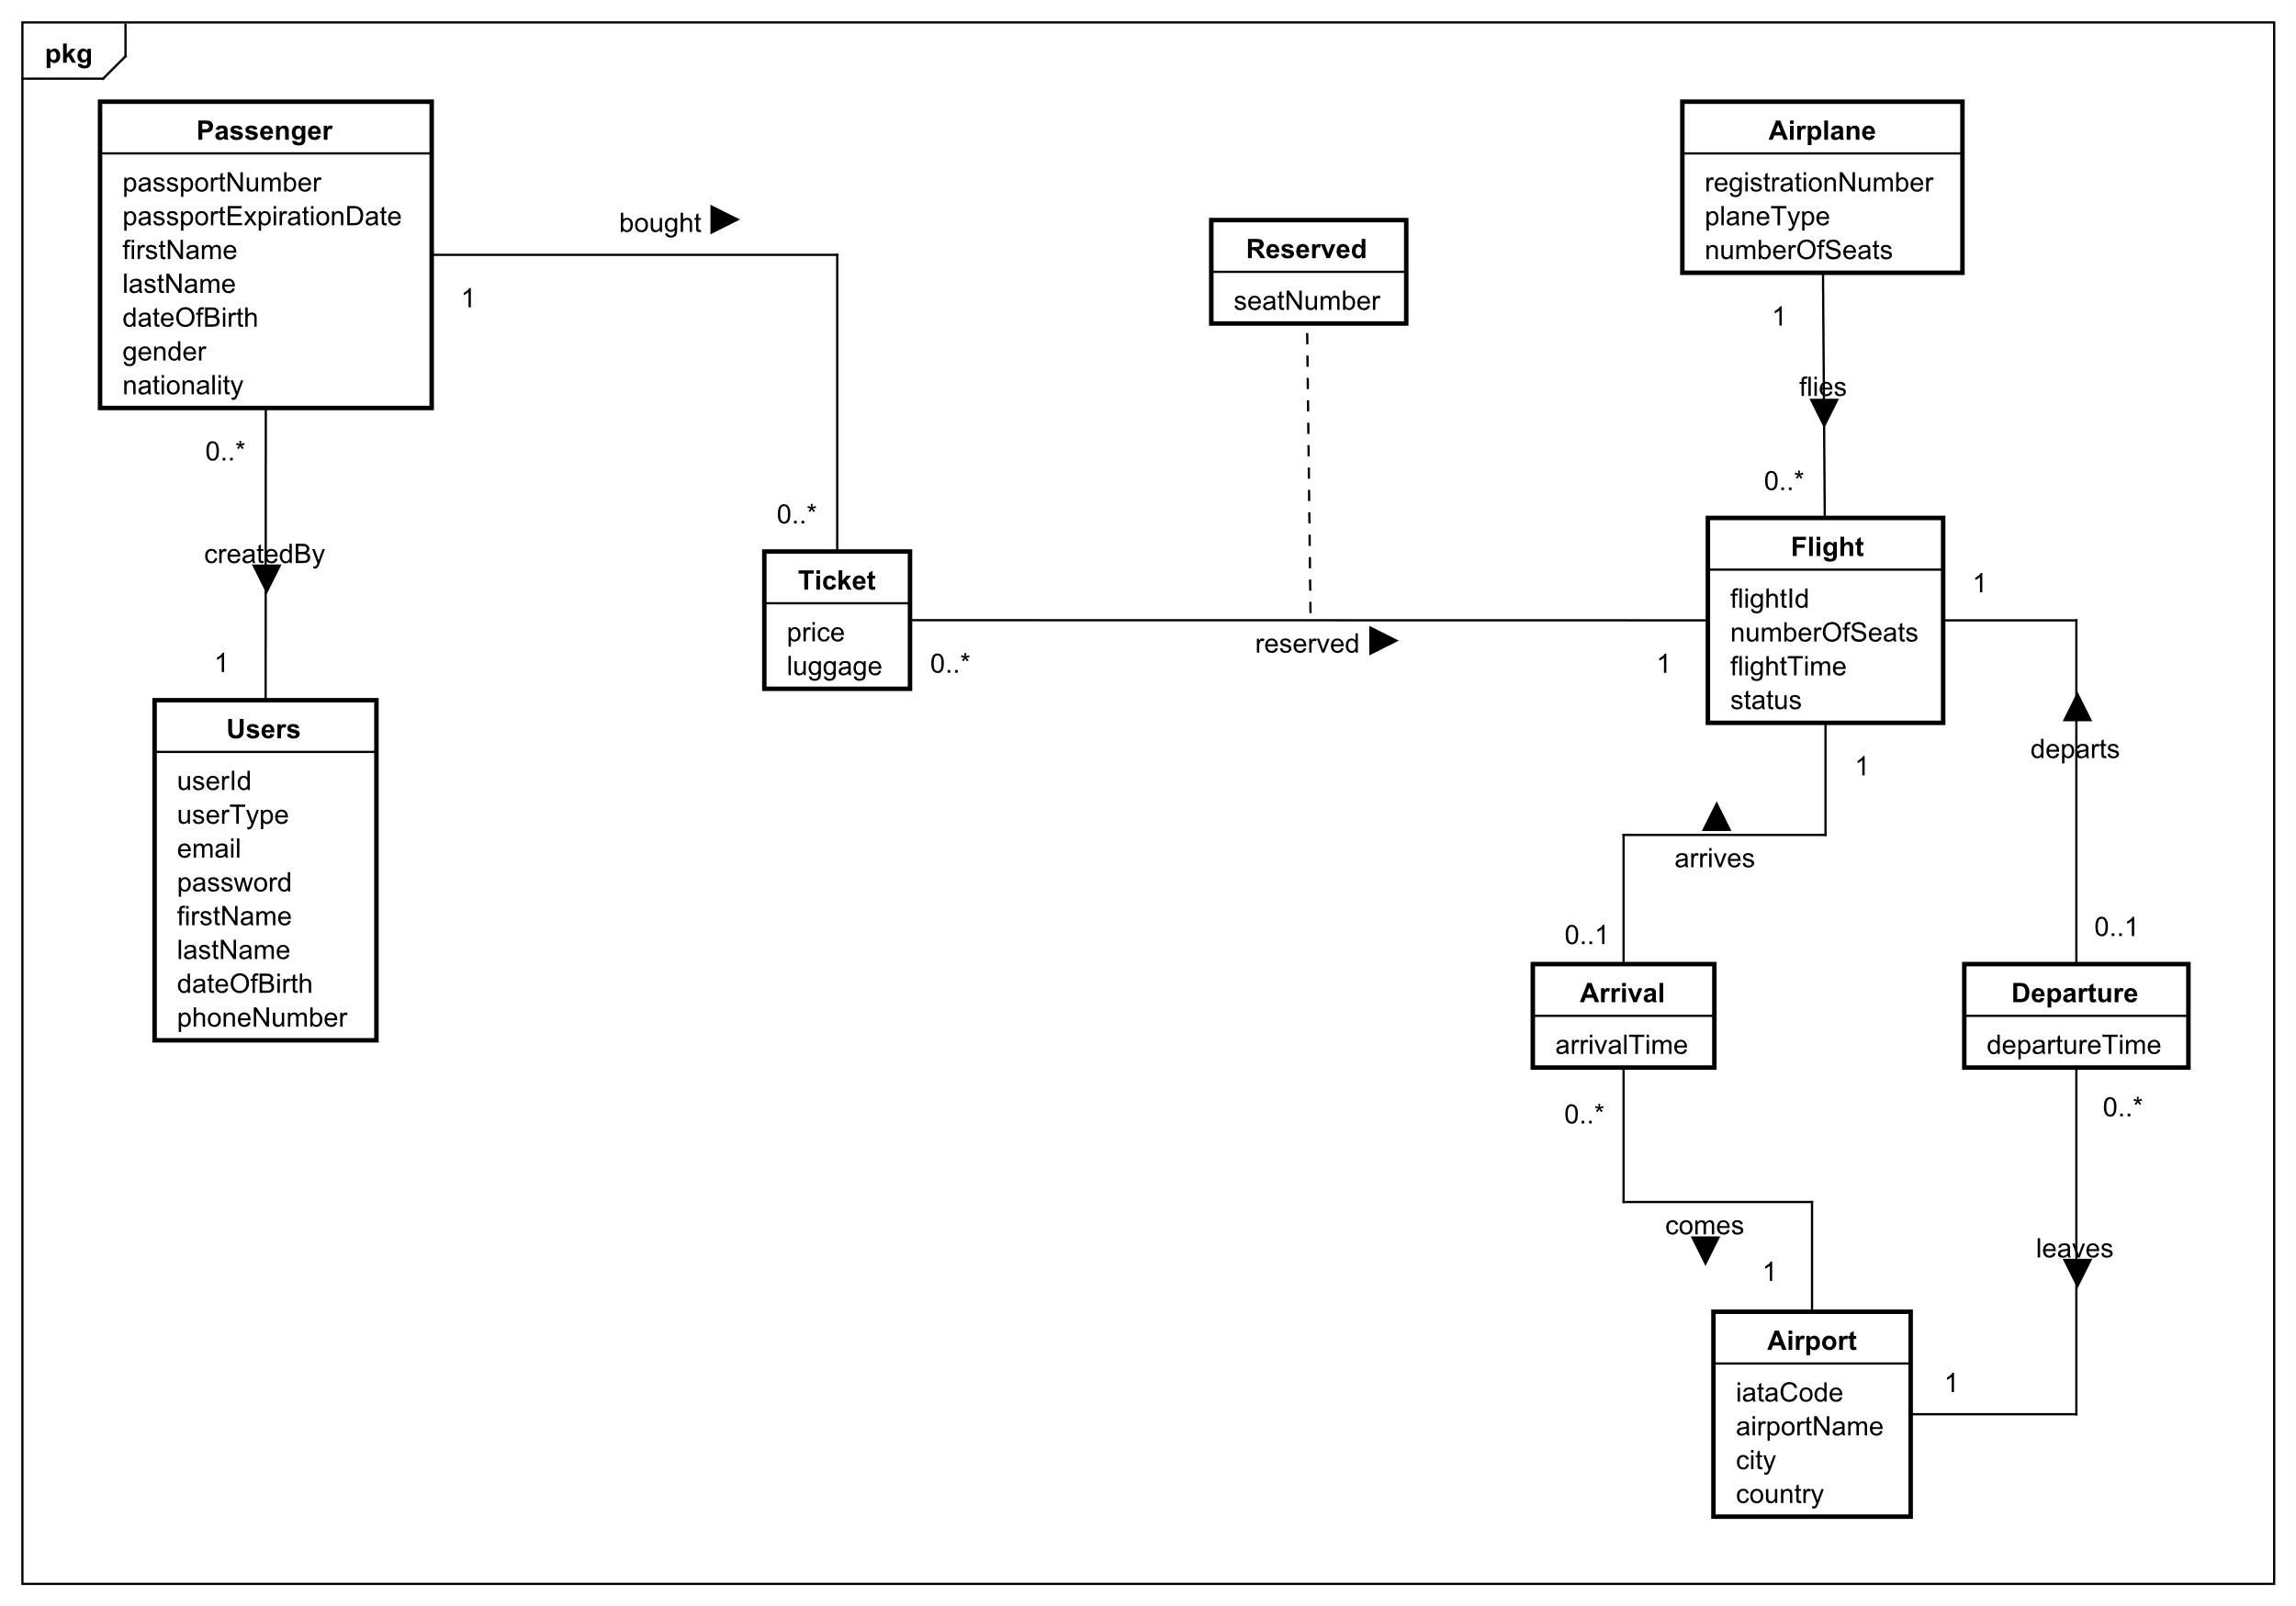 pkg
Passenger
passportNumber
passportExpirationDate
firstName
lastName
dateOfBirth
gender
nationality
bought
1
0..*
0..*
createdBy
1
Users
userId
userType
email
password
firstName
lastName
dateOfBirth
phoneNumber
Ticket
price
luggage
0..*
reserved
1
Reserved
seatNumber
Airplane
registrationNumber
planeType
numberOfSeats
1
flies
0..*
Flight
flightId
numberOfSeats
flightTime
status
1
departs
0..1
1
arrives
0..1
Arrival
arrivalTime
Departure
departureTime
0..*
comes
1
0..*
leaves
1
Airport
iataCode
airportName
city
country